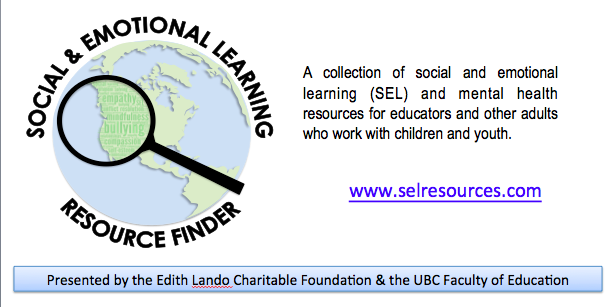 SOCIAL & EMOTIONAL LEARNING
RESOURCE FINDER
empathy
mindfulness
bullying
A collection of social and emotional
learning (SEL) and mental health
resources for educators and other adults
who work with children and youth.
www.selresources.com
Presented by the Edith Lando Charitable Foundation & the UBC Faculty of Education